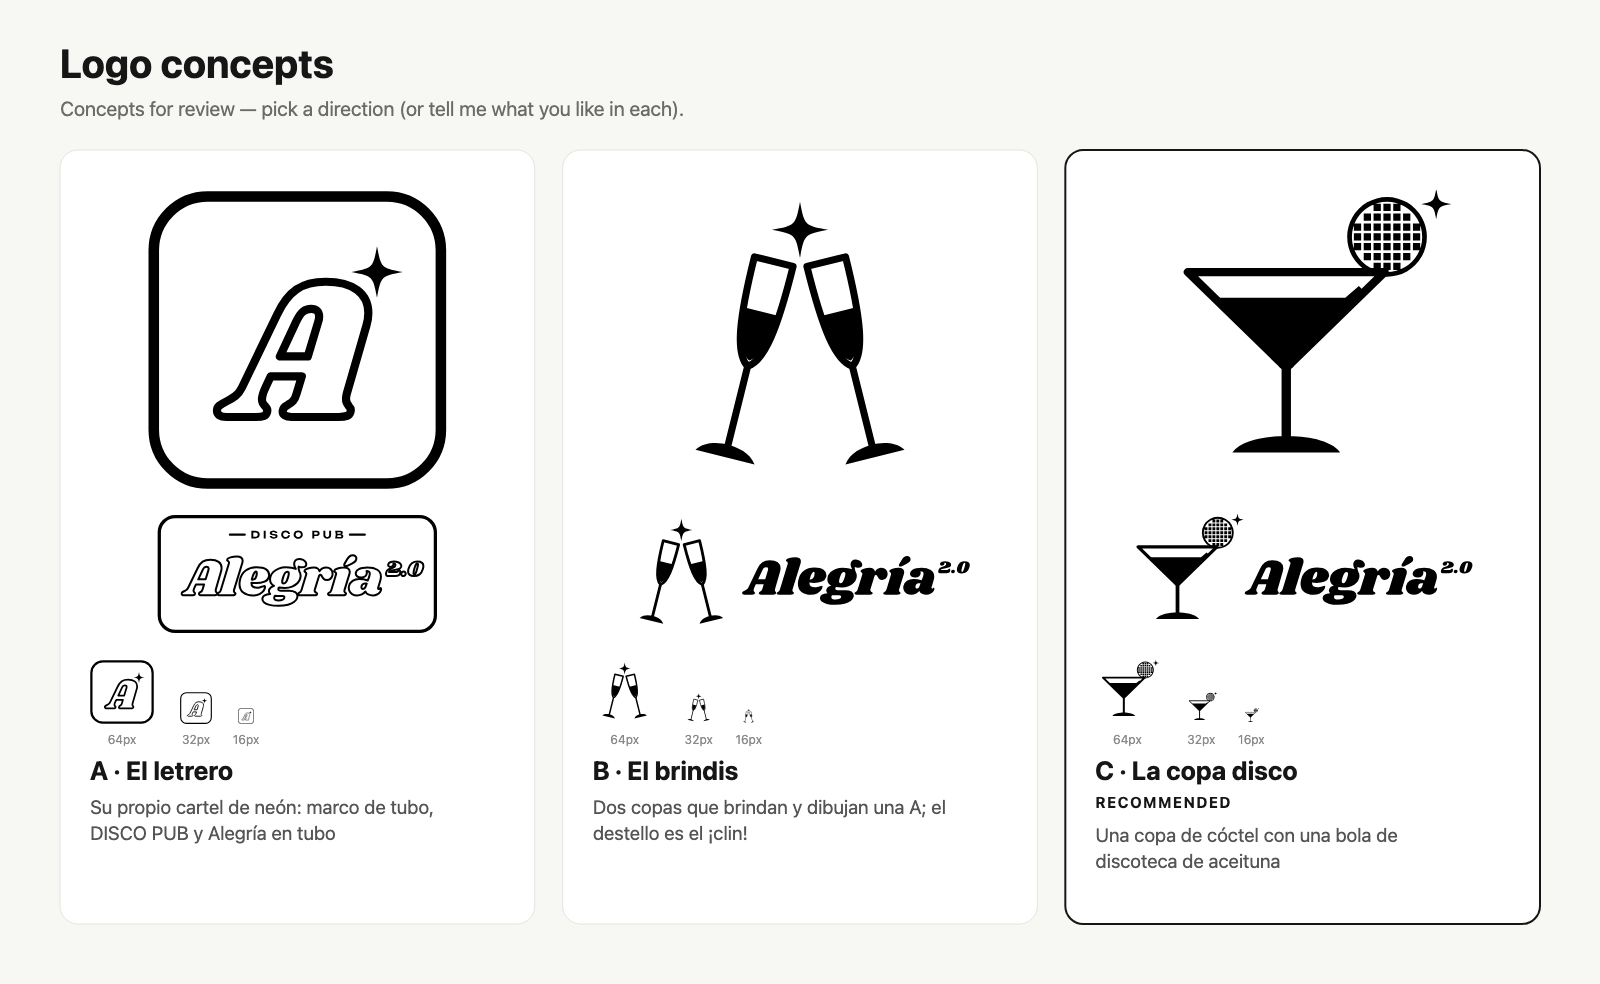 Logo concepts
Concepts for review — pick a direction (or tell me what you like in each).
A
DISCO PUB
Alegría 2.0
64px 32px 16px
A · El letrero
Su propio cartel de neón: marco de tubo,
DISCO PUB y Alegría en tubo
Alegría 2.0
64px 32px 16px
B · El brindis
Dos copas que brindan y dibujan una A; el
destello es el ¡clin!
Alegría 2.0
64px 32px 16px
C · La copa disco
RECOMMENDED
Una copa de cóctel con una bola de
discoteca de aceituna